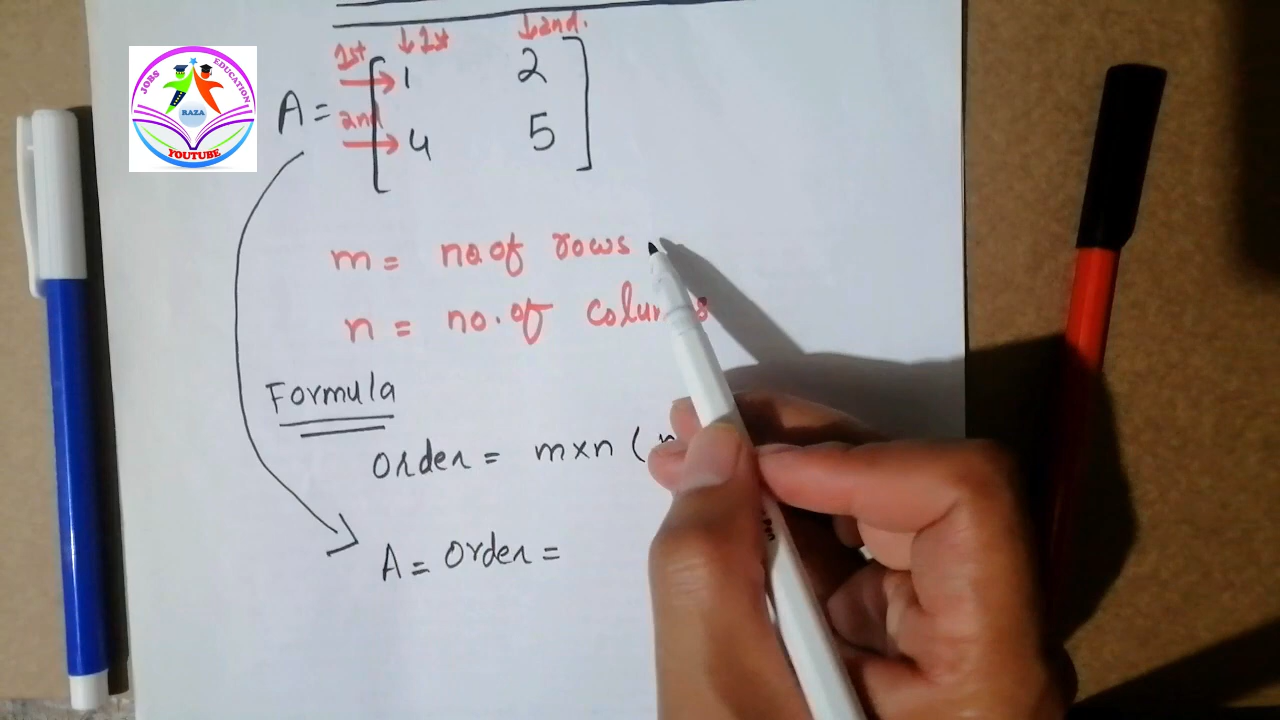 JOBS EDUCATION
RAZA
YOUTUBE
1st ↓1st ↓2nd.
A = [ 1 2
2nd
4 5 ]
m = no.of rows
n = no.of
Formula
order = m×n (
A = order =